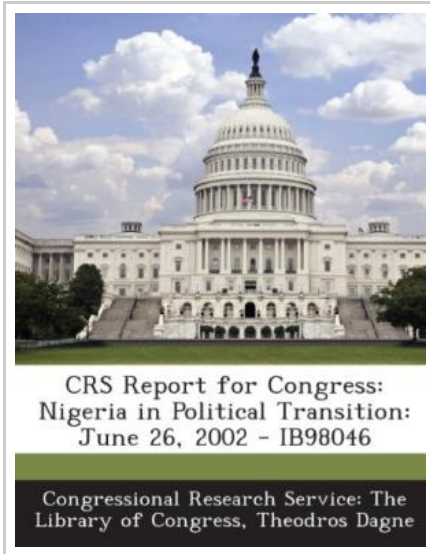 CRS Report for Congress:
Nigeria in Political Transition:
June 26, 2002 - IB98046
Congressional Research Service: The
Library of Congress, Theodros Dagne